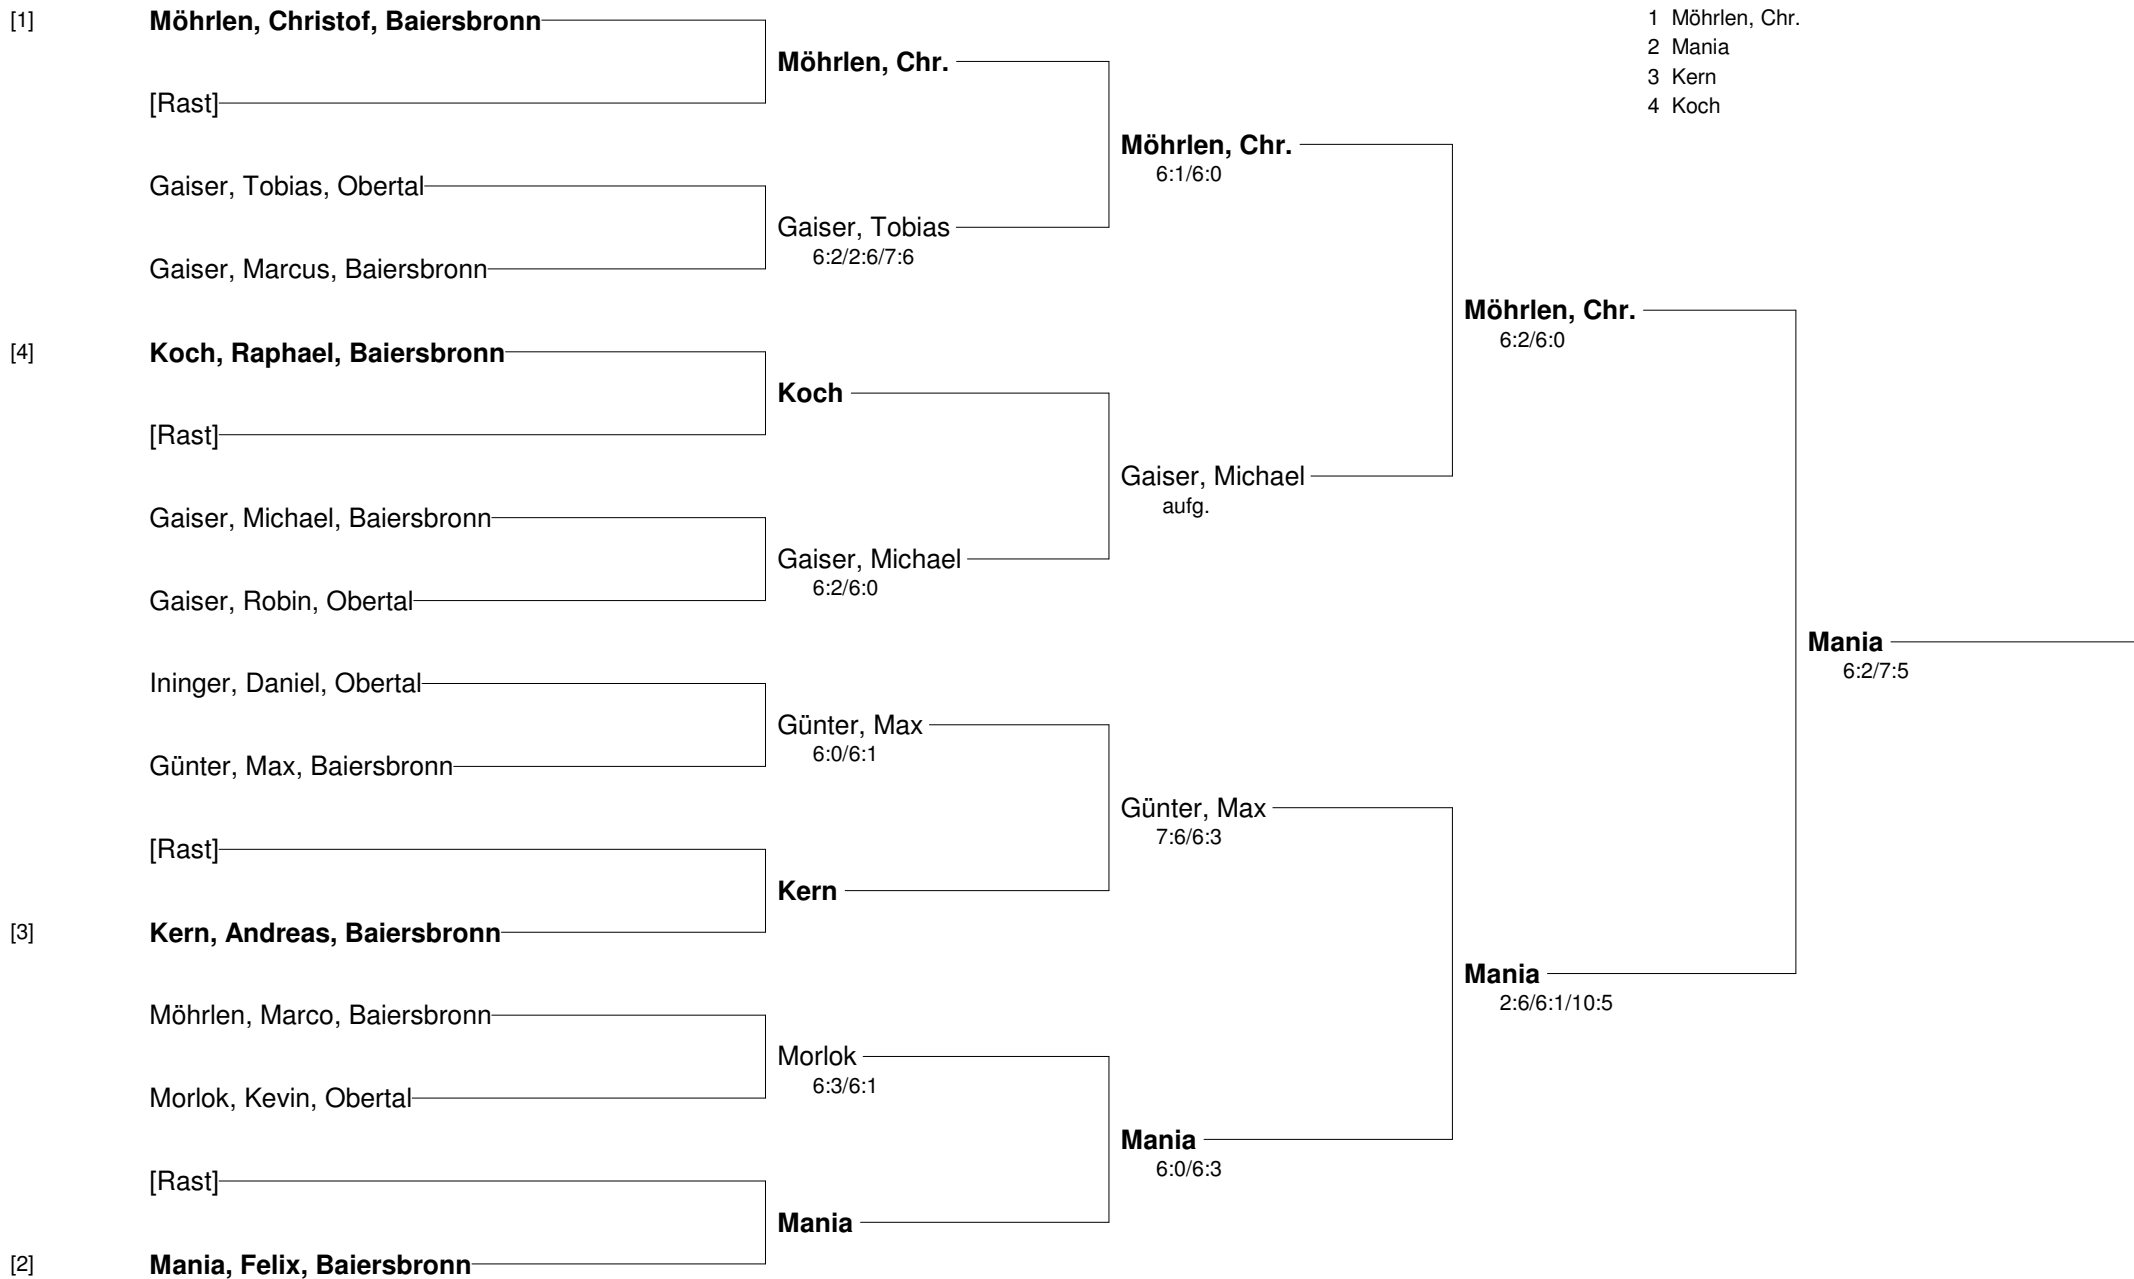 [1] Möhrlen, Christof, Baiersbronn
[Rast]
Gaiser, Tobias, Obertal
Gaiser, Marcus, Baiersbronn
[4] Koch, Raphael, Baiersbronn
[Rast]
Gaiser, Michael, Baiersbronn
Gaiser, Robin, Obertal
Ininger, Daniel, Obertal
Günter, Max, Baiersbronn
[Rast]
[3] Kern, Andreas, Baiersbronn
Möhrlen, Marco, Baiersbronn
Morlok, Kevin, Obertal
[Rast]
[2] Mania, Felix, Baiersbronn
Möhrlen, Chr.
Gaiser, Tobias
6:2/2:6/7:6
Koch
Gaiser, Michael
6:2/6:0
Günter, Max
6:0/6:1
Kern
Morlok
6:3/6:1
Mania
Möhrlen, Chr.
6:1/6:0
Gaiser, Michael
aufg.
Günter, Max
7:6/6:3
Mania
6:0/6:3
Möhrlen, Chr.
6:2/6:0
Mania
2:6/6:1/10:5
Mania
6:2/7:5
1 Möhrlen, Chr.
2 Mania
3 Kern
4 Koch